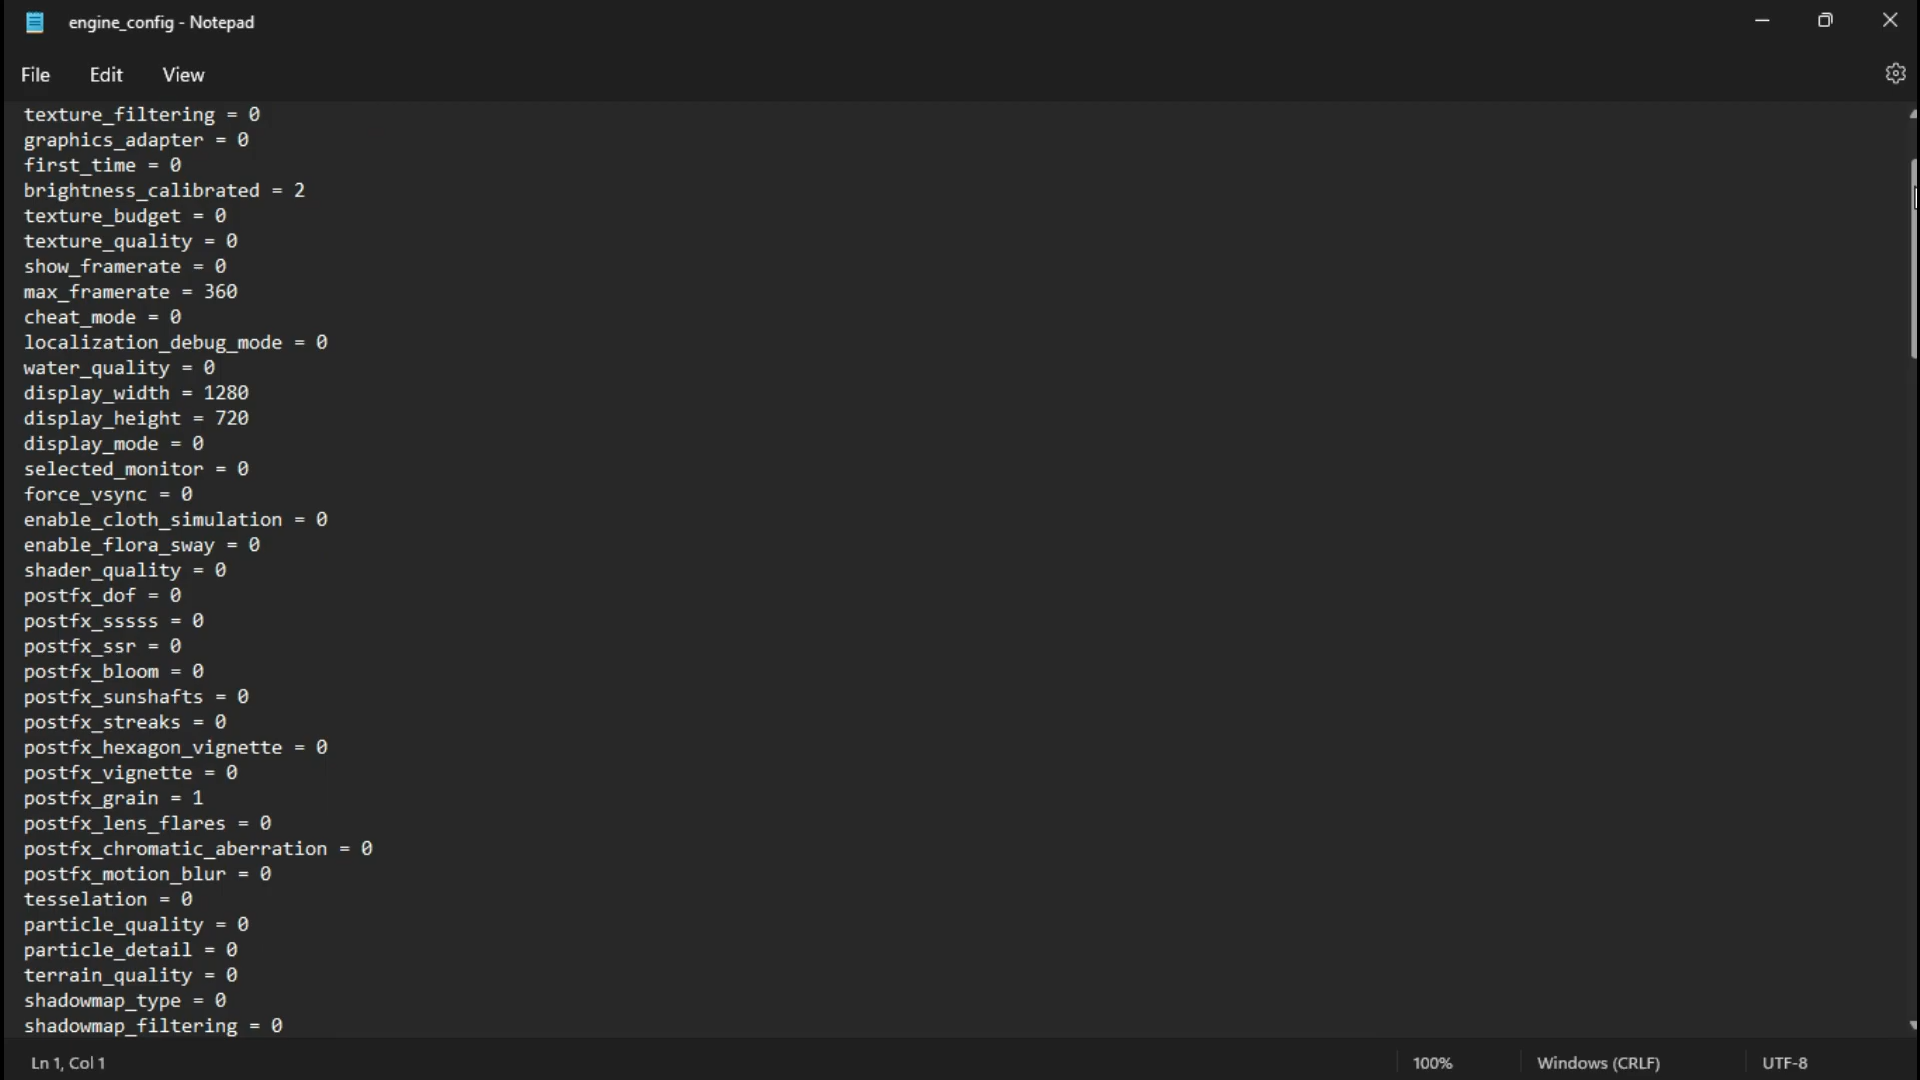 engine_config - Notepad
File Edit View
texture_filtering = 0
graphics_adapter = 0
first_time = 0
brightness_calibrated = 2
texture_budget = 0
texture_quality = 0
show_framerate = 0
max_framerate = 360
cheat_mode = 0
localization_debug_mode = 0
water_quality = 0
display_width = 1280
display_height = 720
display_mode = 0
selected_monitor = 0
force_vsync = 0
enable_cloth_simulation = 0
enable_flora_sway = 0
shader_quality = 0
postfx_dof = 0
postfx_sssss = 0
postfx_ssr = 0
postfx_bloom = 0
postfx_sunshafts = 0
postfx_streaks = 0
postfx_hexagon_vignette = 0
postfx_vignette = 0
postfx_grain = 1
postfx_lens_flares = 0
postfx_chromatic_aberration = 0
postfx_motion_blur = 0
tesselation = 0
particle_quality = 0
particle_detail = 0
terrain_quality = 0
shadowmap_type = 0
shadowmap_filtering = 0
Ln 1, Col 1 100% Windows (CRLF) UTF-8